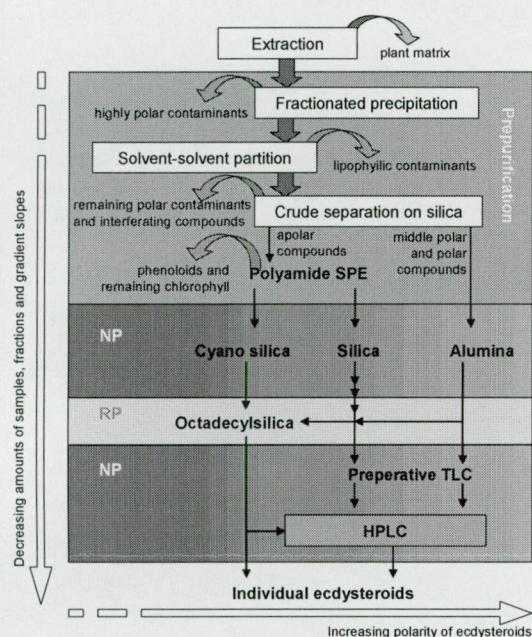 Extraction
plant matrix
highly polar contaminants
Fractionated precipitation
Prepurification
Solvent-solvent partition
lipophyilic contaminants
remaining polar contaminants
and interferating compounds
Crude separation on silica
apolar
compounds
middle polar
and polar
compounds
phenoloids and
remaining chlorophyll
Polyamide SPE
NP
Cyano silica
Silica
Alumina
RP
Octadecylsilica
NP
Preperative TLC
HPLC
Individual ecdysteroids
Decreasing amounts of samples, fractions and gradient slopes
Increasing polarity of ecdysteroids